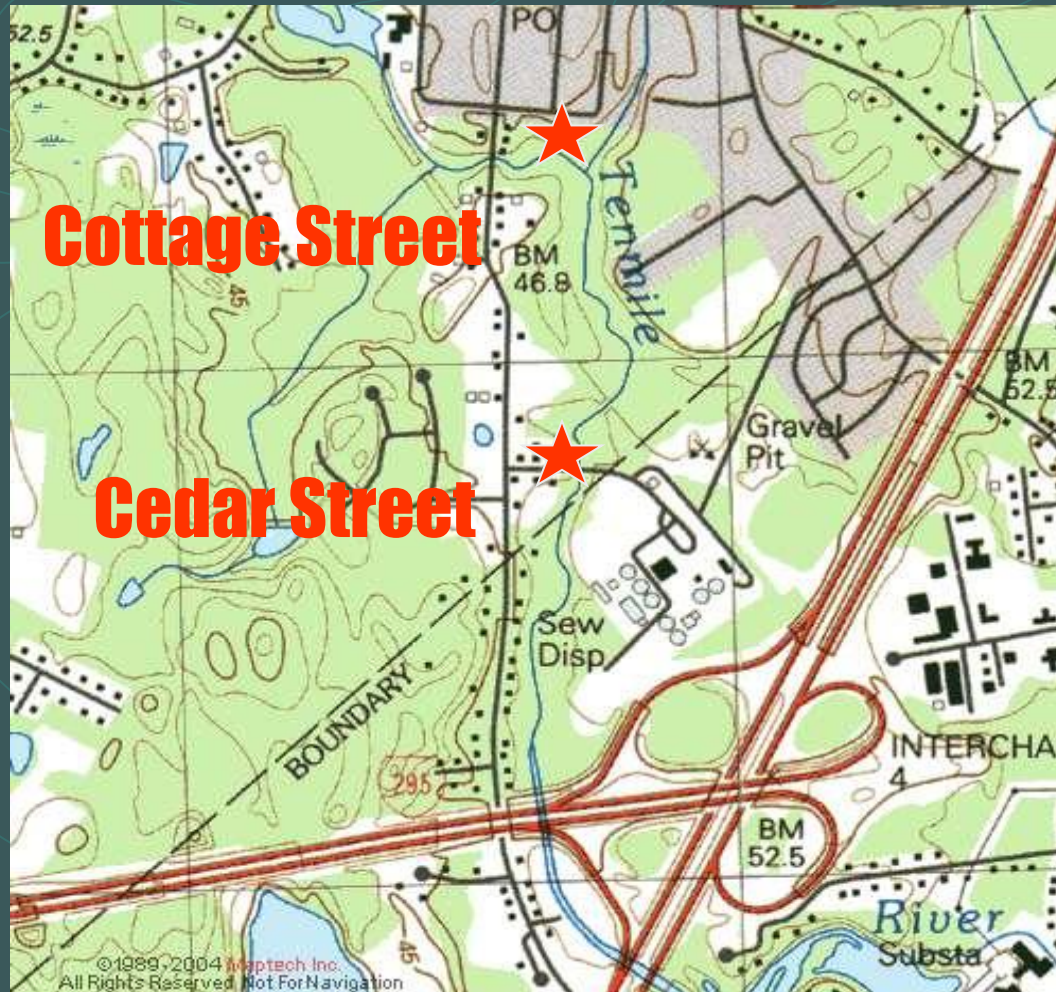 PO
52.5
Tenmile
Cottage Street
BM
46.8
45
BM
52.5
Gravel
Pit
Cedar Street
Sew
Disp
BOUNDARY
295
INTERCHA
4
BM
52.5
River
Substa
45
©1989-2004 Maptech Inc.
All Rights Reserved Not For Navigation